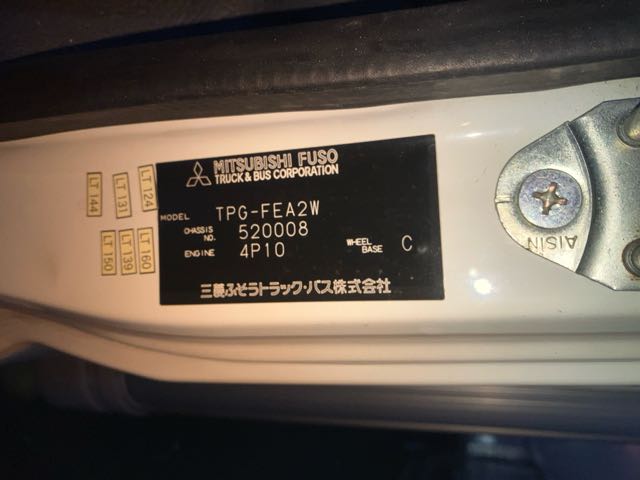 MITSUBISHI FUSO
TRUCK & BUS CORPORATION
MODEL TPG-FEA2W
CHASSIS NO. 520008
ENGINE 4P10 WHEEL BASE C
三菱ふそうトラック・バス株式会社
LT 144
LT 131
LT 124
LT 150
LT 139
LT 160
AISIN